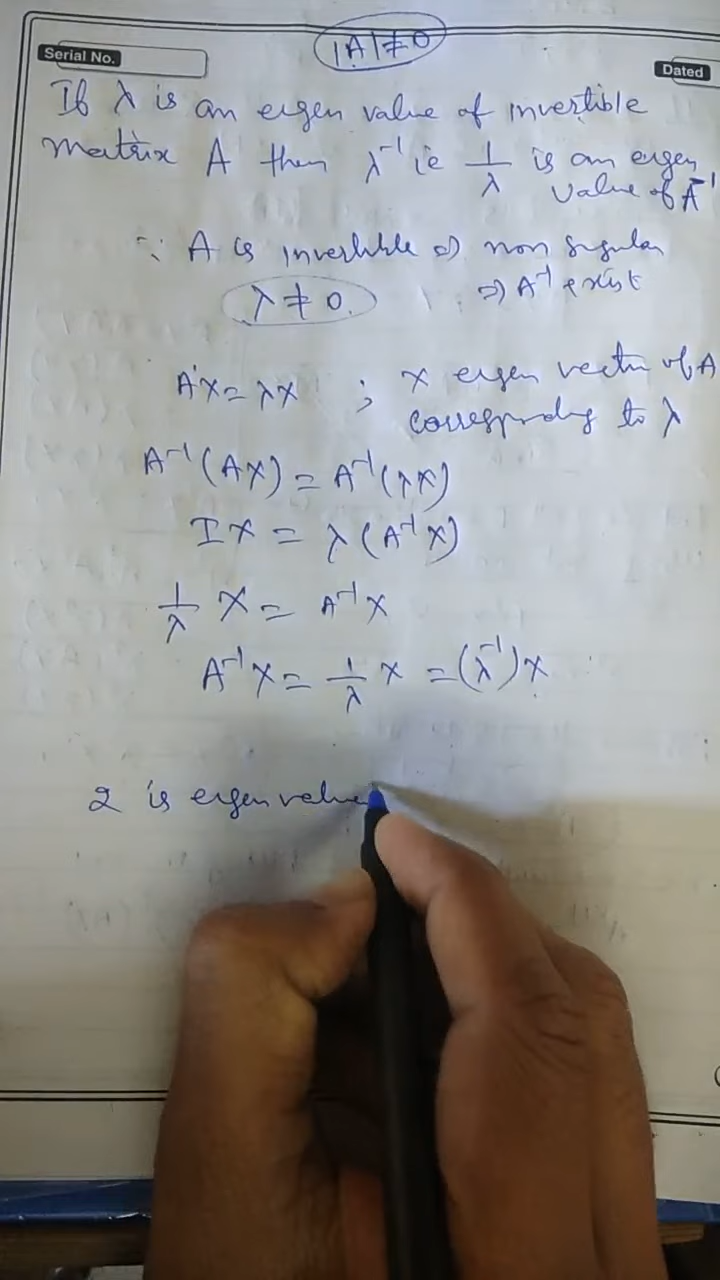 |A| ≠ 0
Serial No.
Dated
If λ is an eigen value of invertible
matrix A then λ⁻¹ ie 1/λ is an eigen
value of A⁻¹
∵ A is invertible ⇒ non singular
λ ≠ 0. ⇒ A⁻¹ exist
AX = λX ; X eigen vector of A
corresponding to λ
A⁻¹(AX) = A⁻¹(λX)
IX = λ(A⁻¹X)
1/λ X = A⁻¹X
A⁻¹X = 1/λ X = (λ⁻¹)X
2 is eigen value